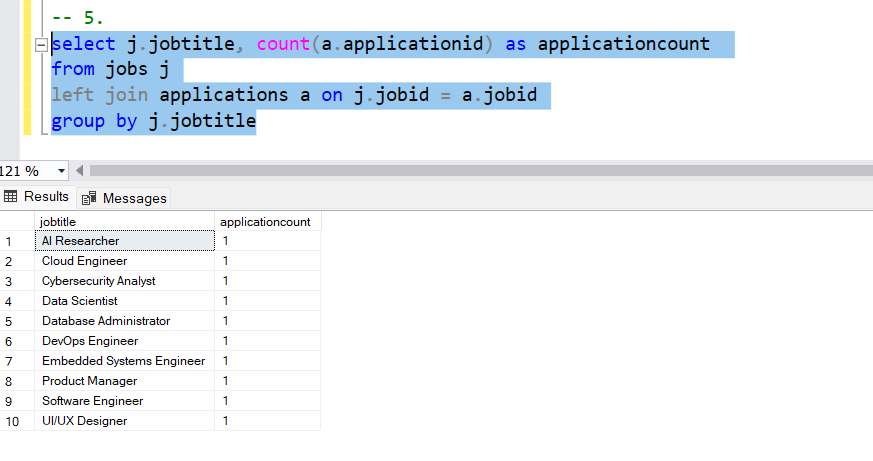 -- 5.
select j.jobtitle, count(a.applicationid) as applicationcount
from jobs j
left join applications a on j.jobid = a.jobid
group by j.jobtitle
121 %
Results Messages
jobtitle applicationcount
1 AI Researcher 1
2 Cloud Engineer 1
3 Cybersecurity Analyst 1
4 Data Scientist 1
5 Database Administrator 1
6 DevOps Engineer 1
7 Embedded Systems Engineer 1
8 Product Manager 1
9 Software Engineer 1
10 UI/UX Designer 1